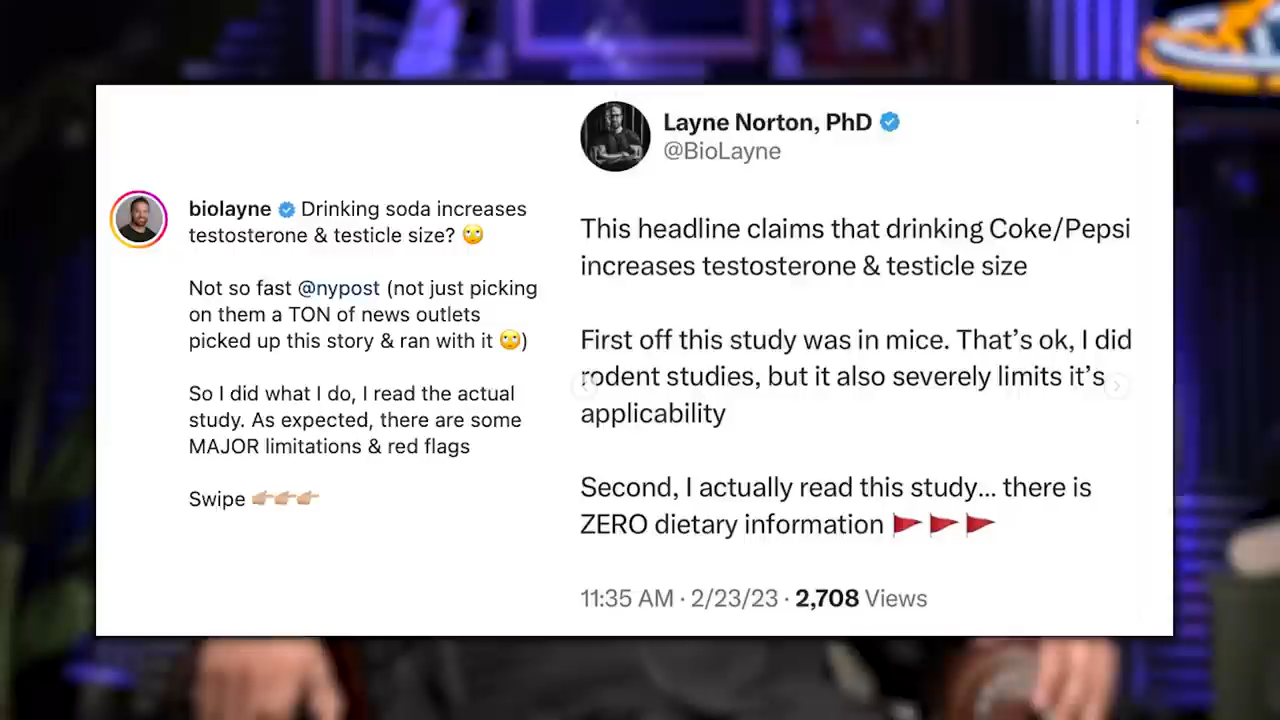 biolayne Drinking soda increases
testosterone & testicle size? 🙄
Not so fast @nypost (not just picking
on them a TON of news outlets
picked up this story & ran with it 🙄)
So I did what I do, I read the actual
study. As expected, there are some
MAJOR limitations & red flags
Swipe 👉🏼👉🏼👉🏼
Layne Norton, PhD
@BioLayne
This headline claims that drinking Coke/Pepsi
increases testosterone & testicle size
First off this study was in mice. That’s ok, I did
rodent studies, but it also severely limits it’s
applicability
Second, I actually read this study... there is
ZERO dietary information 🚩🚩🚩
11:35 AM · 2/23/23 · 2,708 Views